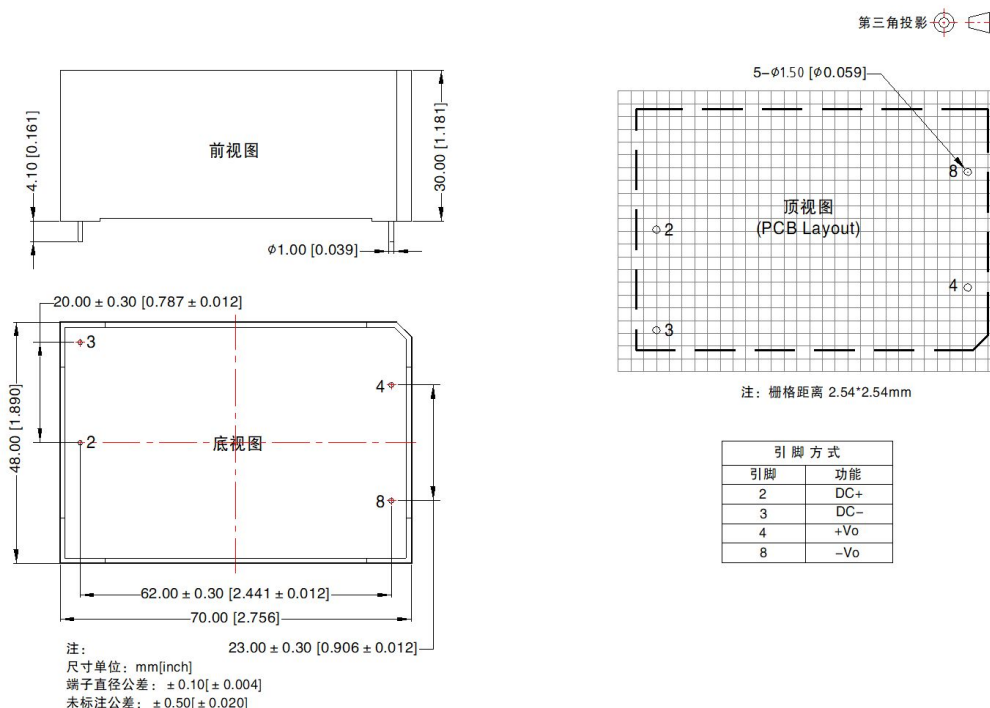 第三角投影
5-φ1.50 [φ0.059]
前视图
4.10 [0.161]
30.00 [1.181]
φ1.00 [0.039]
8
顶视图
(PCB Layout)
2
4
3
注: 栅格距离 2.54*2.54mm
20.00 ± 0.30 [0.787 ± 0.012]
3
4
48.00 [1.890]
2
底视图
8
62.00 ± 0.30 [2.441 ± 0.012]
70.00 [2.756]
23.00 ± 0.30 [0.906 ± 0.012]
引脚方式
引脚 功能
2 DC+
3 DC-
4 +Vo
8 -Vo
注:
尺寸单位: mm[inch]
端子直径公差: ± 0.10[ ± 0.004]
未标注公差: ± 0.50[ ± 0.020]